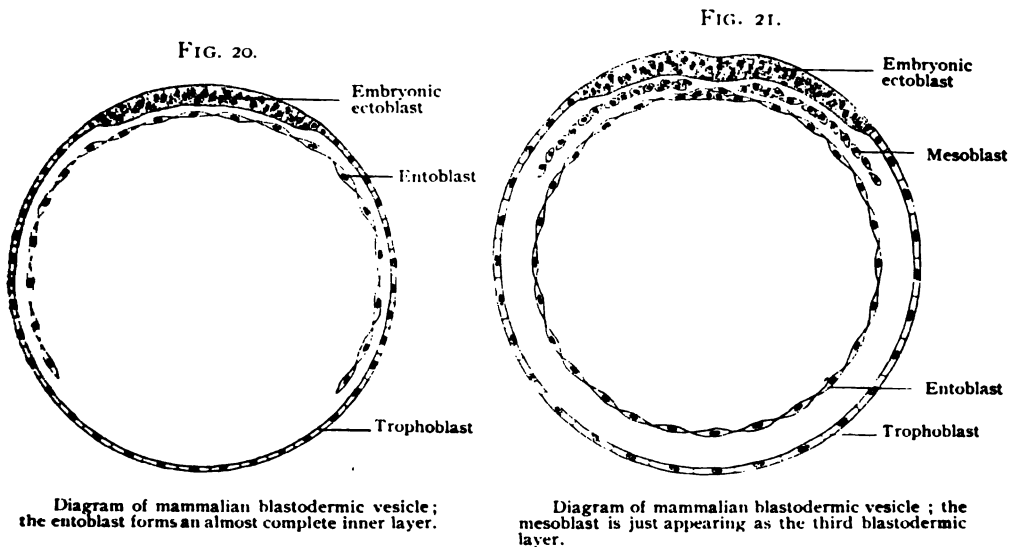 FIG. 20.
Embryonic
ectoblast
Entoblast
Trophoblast
Diagram of mammalian blastodermic vesicle;
the entoblast forms an almost complete inner layer.
FIG. 21.
Embryonic
ectoblast
Mesoblast
Entoblast
Trophoblast
Diagram of mammalian blastodermic vesicle ; the
mesoblast is just appearing as the third blastodermic
layer.